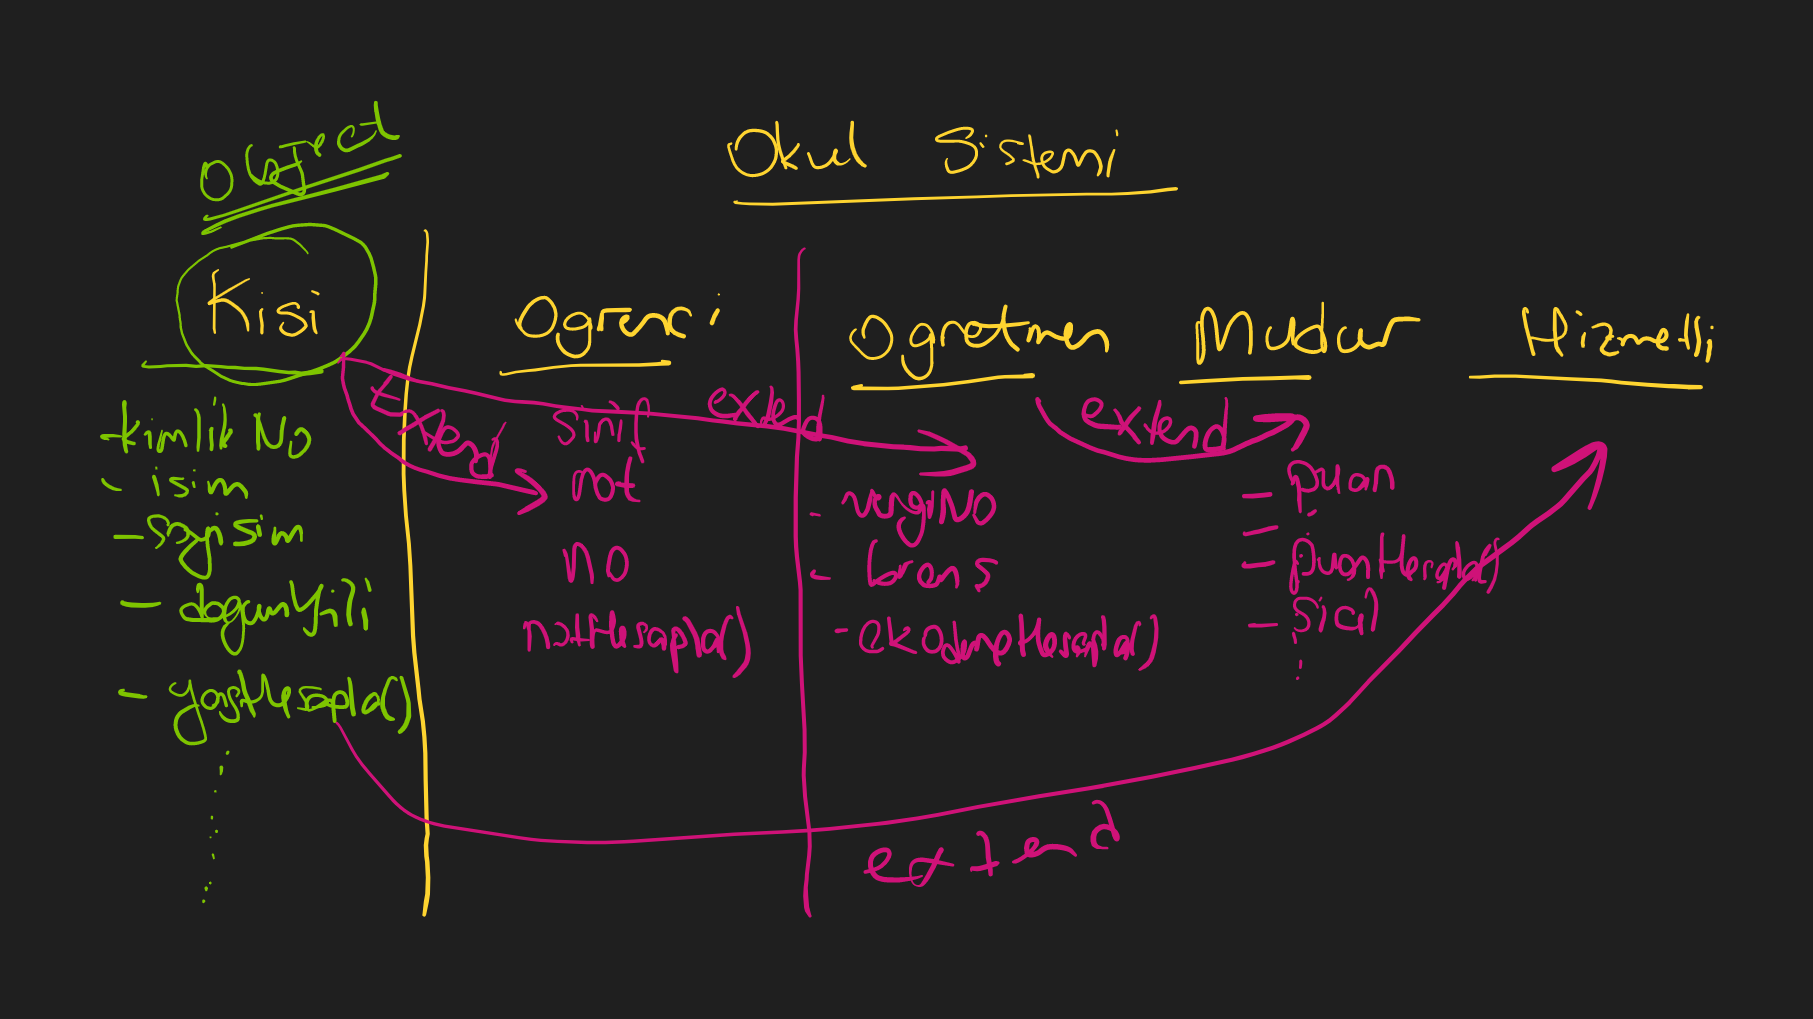 Okul Sistemi
Object
Kisi
- kimlik No
- isim
- soyisim
- dogumYili
- yasHesapla()
Ogrenci
extend
sinif
not
no
notHesapla()
Ogretmen
extend
- vergiNO
- brans
- ekOdemeHesapla()
Mudur
extend
- puan
- puanHesapla()
- sicil
Hizmetli
extend